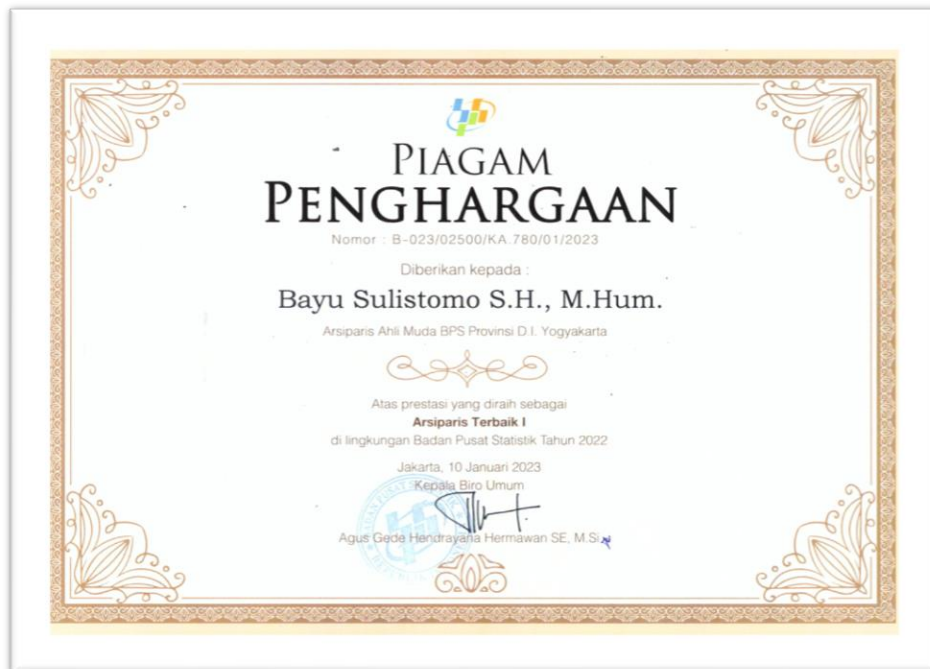 PIAGAM
PENGHARGAAN
Nomor : B-023/02500/KA.780/01/2023
Diberikan kepada :
Bayu Sulistomo S.H., M.Hum.
Arsiparis Ahli Muda BPS Provinsi D.I. Yogyakarta
Atas prestasi yang diraih sebagai
Arsiparis Terbaik I
di lingkungan Badan Pusat Statistik Tahun 2022
Jakarta, 10 Januari 2023
Kepala Biro Umum
Agus Gede Hendrayana Hermawan SE, M.Si